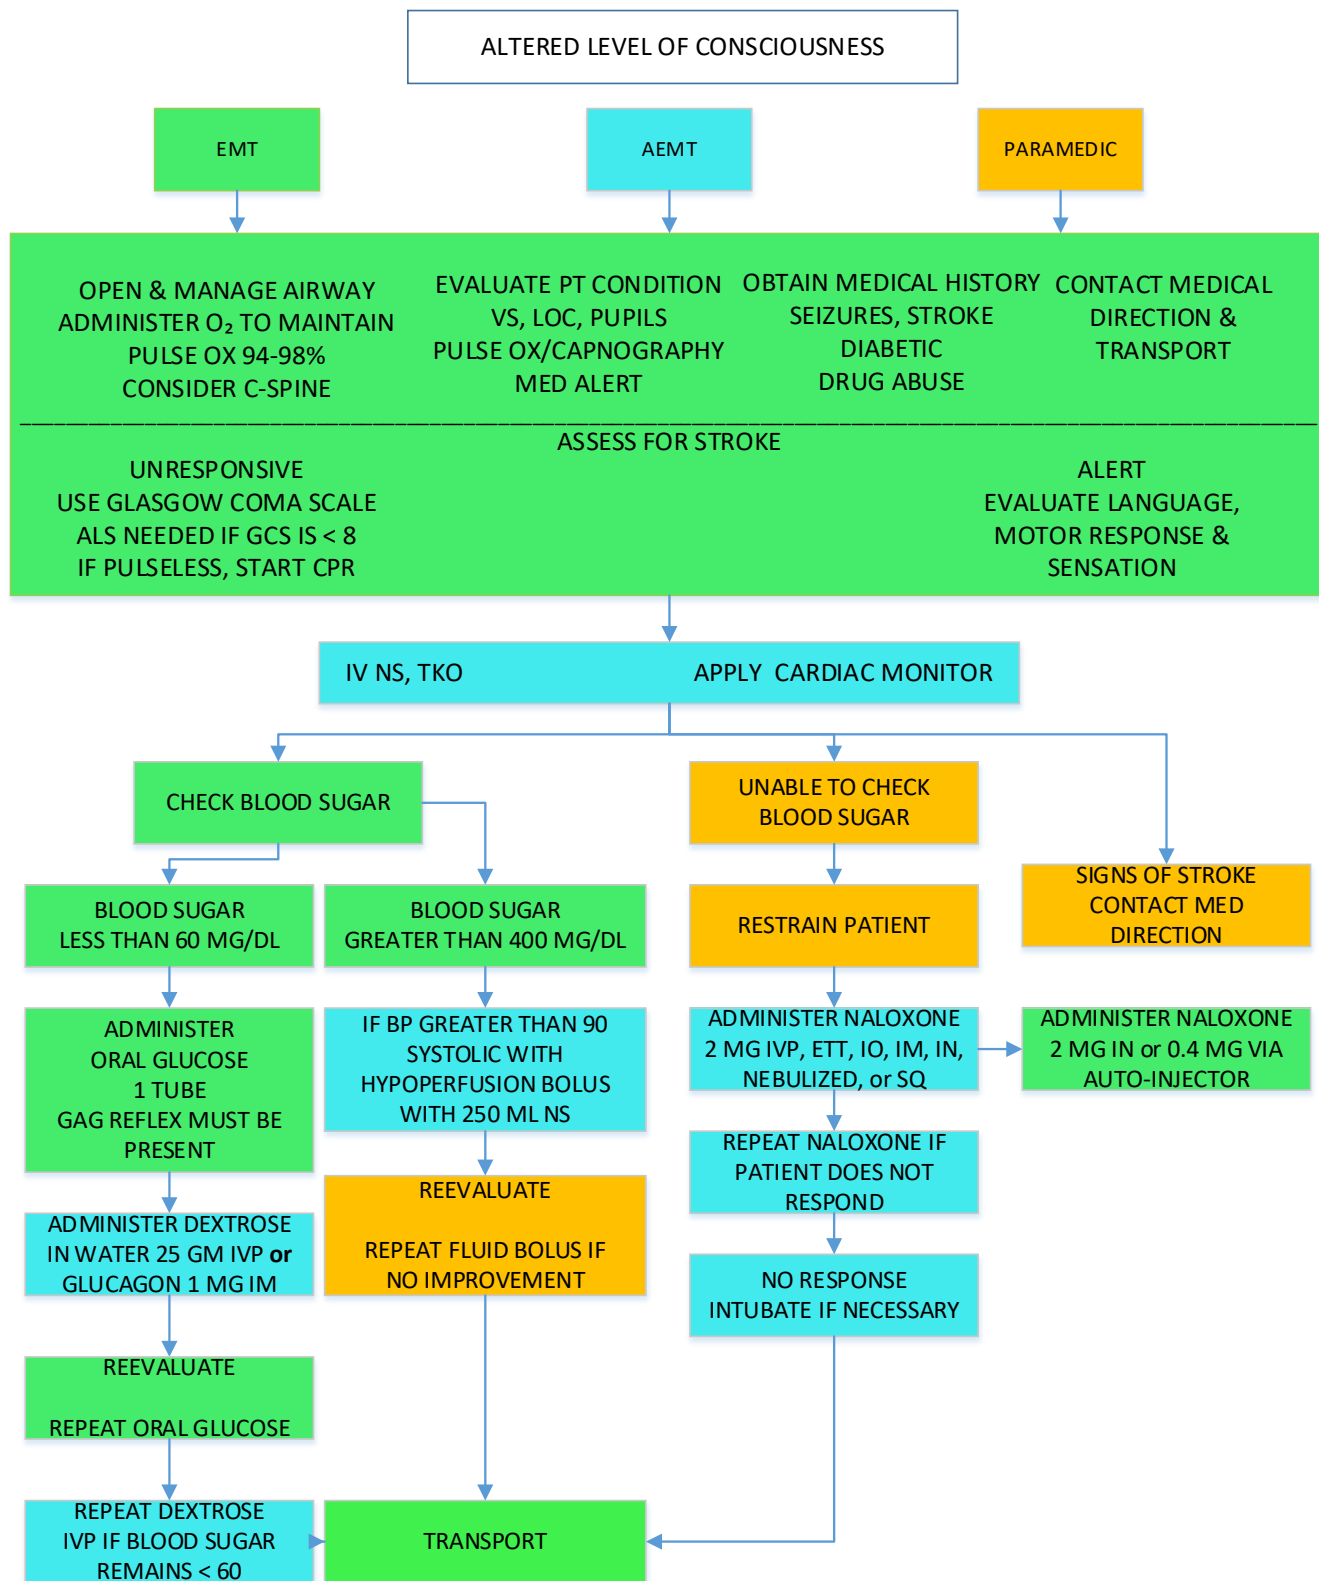 ALTERED LEVEL OF CONSCIOUSNESS
EMT
AEMT
PARAMEDIC
OPEN & MANAGE AIRWAY
ADMINISTER O₂ TO MAINTAIN
PULSE OX 94-98%
CONSIDER C-SPINE
EVALUATE PT CONDITION
VS, LOC, PUPILS
PULSE OX/CAPNOGRAPHY
MED ALERT
OBTAIN MEDICAL HISTORY
SEIZURES, STROKE
DIABETIC
DRUG ABUSE
CONTACT MEDICAL
DIRECTION &
TRANSPORT
ASSESS FOR STROKE
UNRESPONSIVE
USE GLASGOW COMA SCALE
ALS NEEDED IF GCS IS < 8
IF PULSELESS, START CPR
ALERT
EVALUATE LANGUAGE,
MOTOR RESPONSE &
SENSATION
IV NS, TKO
APPLY CARDIAC MONITOR
CHECK BLOOD SUGAR
UNABLE TO CHECK
BLOOD SUGAR
SIGNS OF STROKE
CONTACT MED
DIRECTION
BLOOD SUGAR
LESS THAN 60 MG/DL
BLOOD SUGAR
GREATER THAN 400 MG/DL
RESTRAIN PATIENT
ADMINISTER
ORAL GLUCOSE
1 TUBE
GAG REFLEX MUST BE
PRESENT
IF BP GREATER THAN 90
SYSTOLIC WITH
HYPOPERFUSION BOLUS
WITH 250 ML NS
ADMINISTER NALOXONE
2 MG IVP, ETT, IO, IM, IN,
NEBULIZED, or SQ
ADMINISTER NALOXONE
2 MG IN or 0.4 MG VIA
AUTO-INJECTOR
REPEAT NALOXONE IF
PATIENT DOES NOT
RESPOND
ADMINISTER DEXTROSE
IN WATER 25 GM IVP or
GLUCAGON 1 MG IM
REEVALUATE
REPEAT FLUID BOLUS IF
NO IMPROVEMENT
NO RESPONSE
INTUBATE IF NECESSARY
REEVALUATE
REPEAT ORAL GLUCOSE
REPEAT DEXTROSE
IVP IF BLOOD SUGAR
REMAINS < 60
TRANSPORT